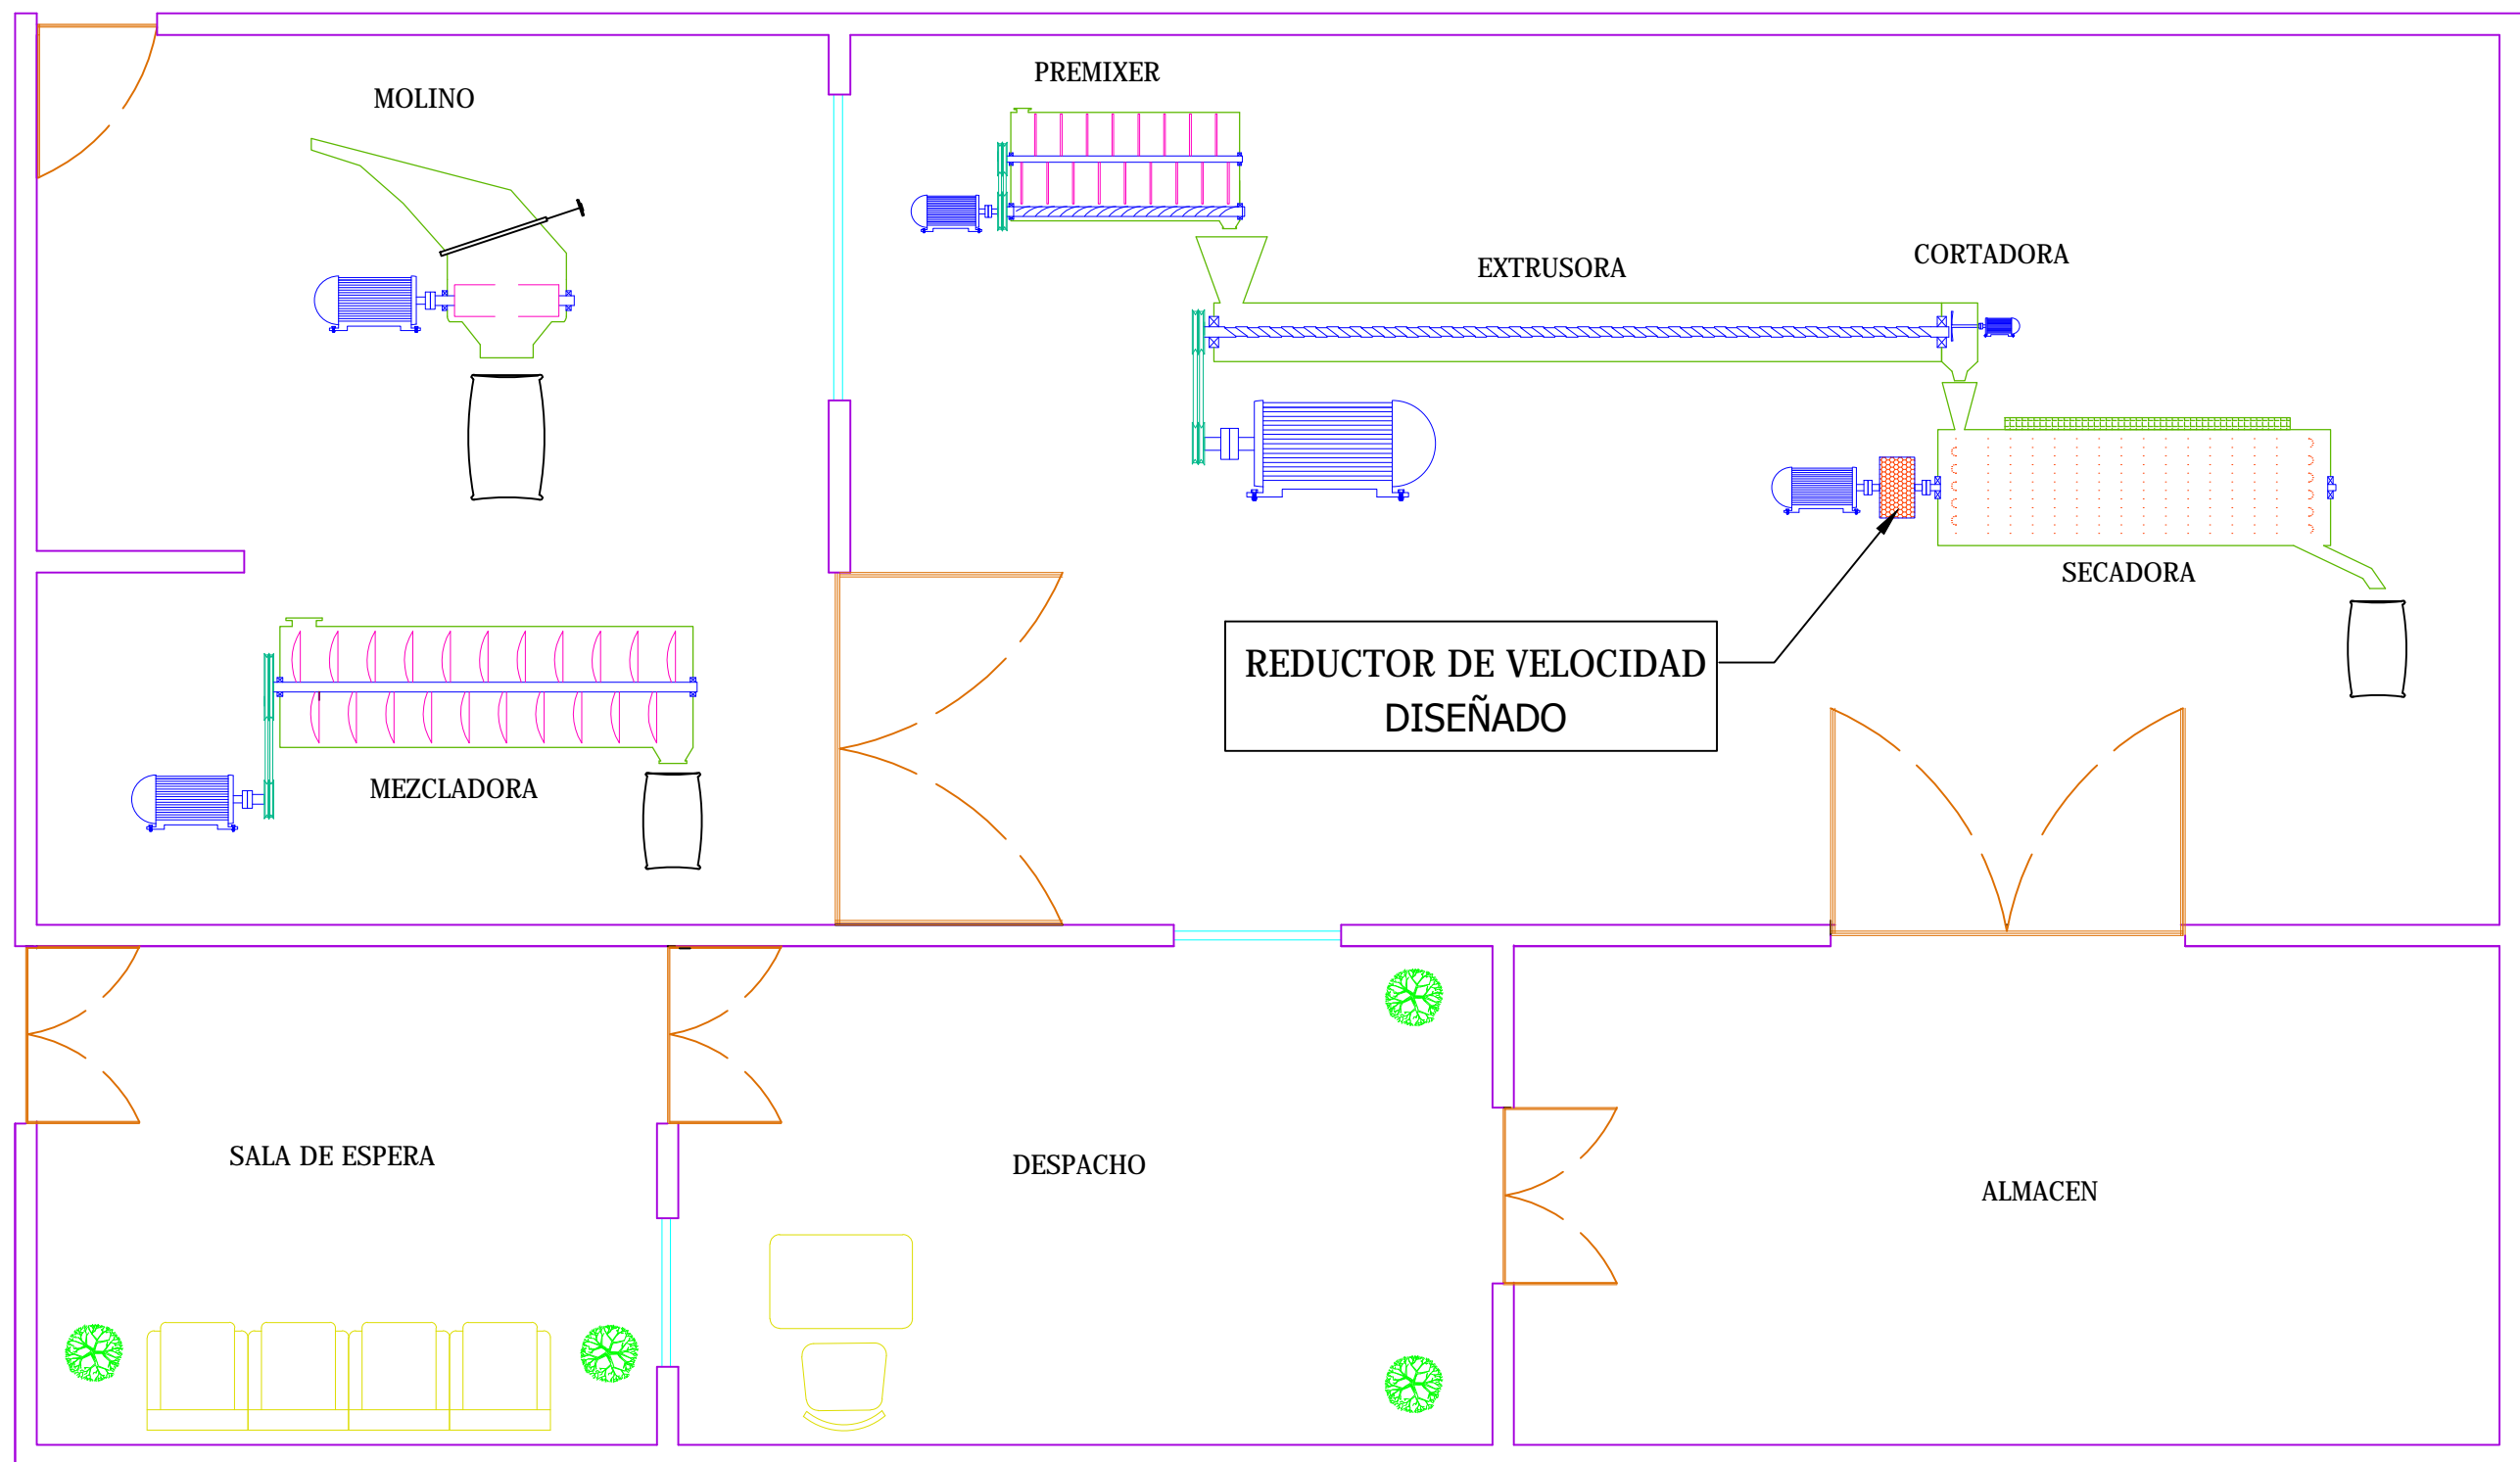 PREMIXER
MOLINO
EXTRUSORA
CORTADORA
SECADORA
REDUCTOR DE VELOCIDAD
DISEÑADO
MEZCLADORA
SALA DE ESPERA
DESPACHO
ALMACEN